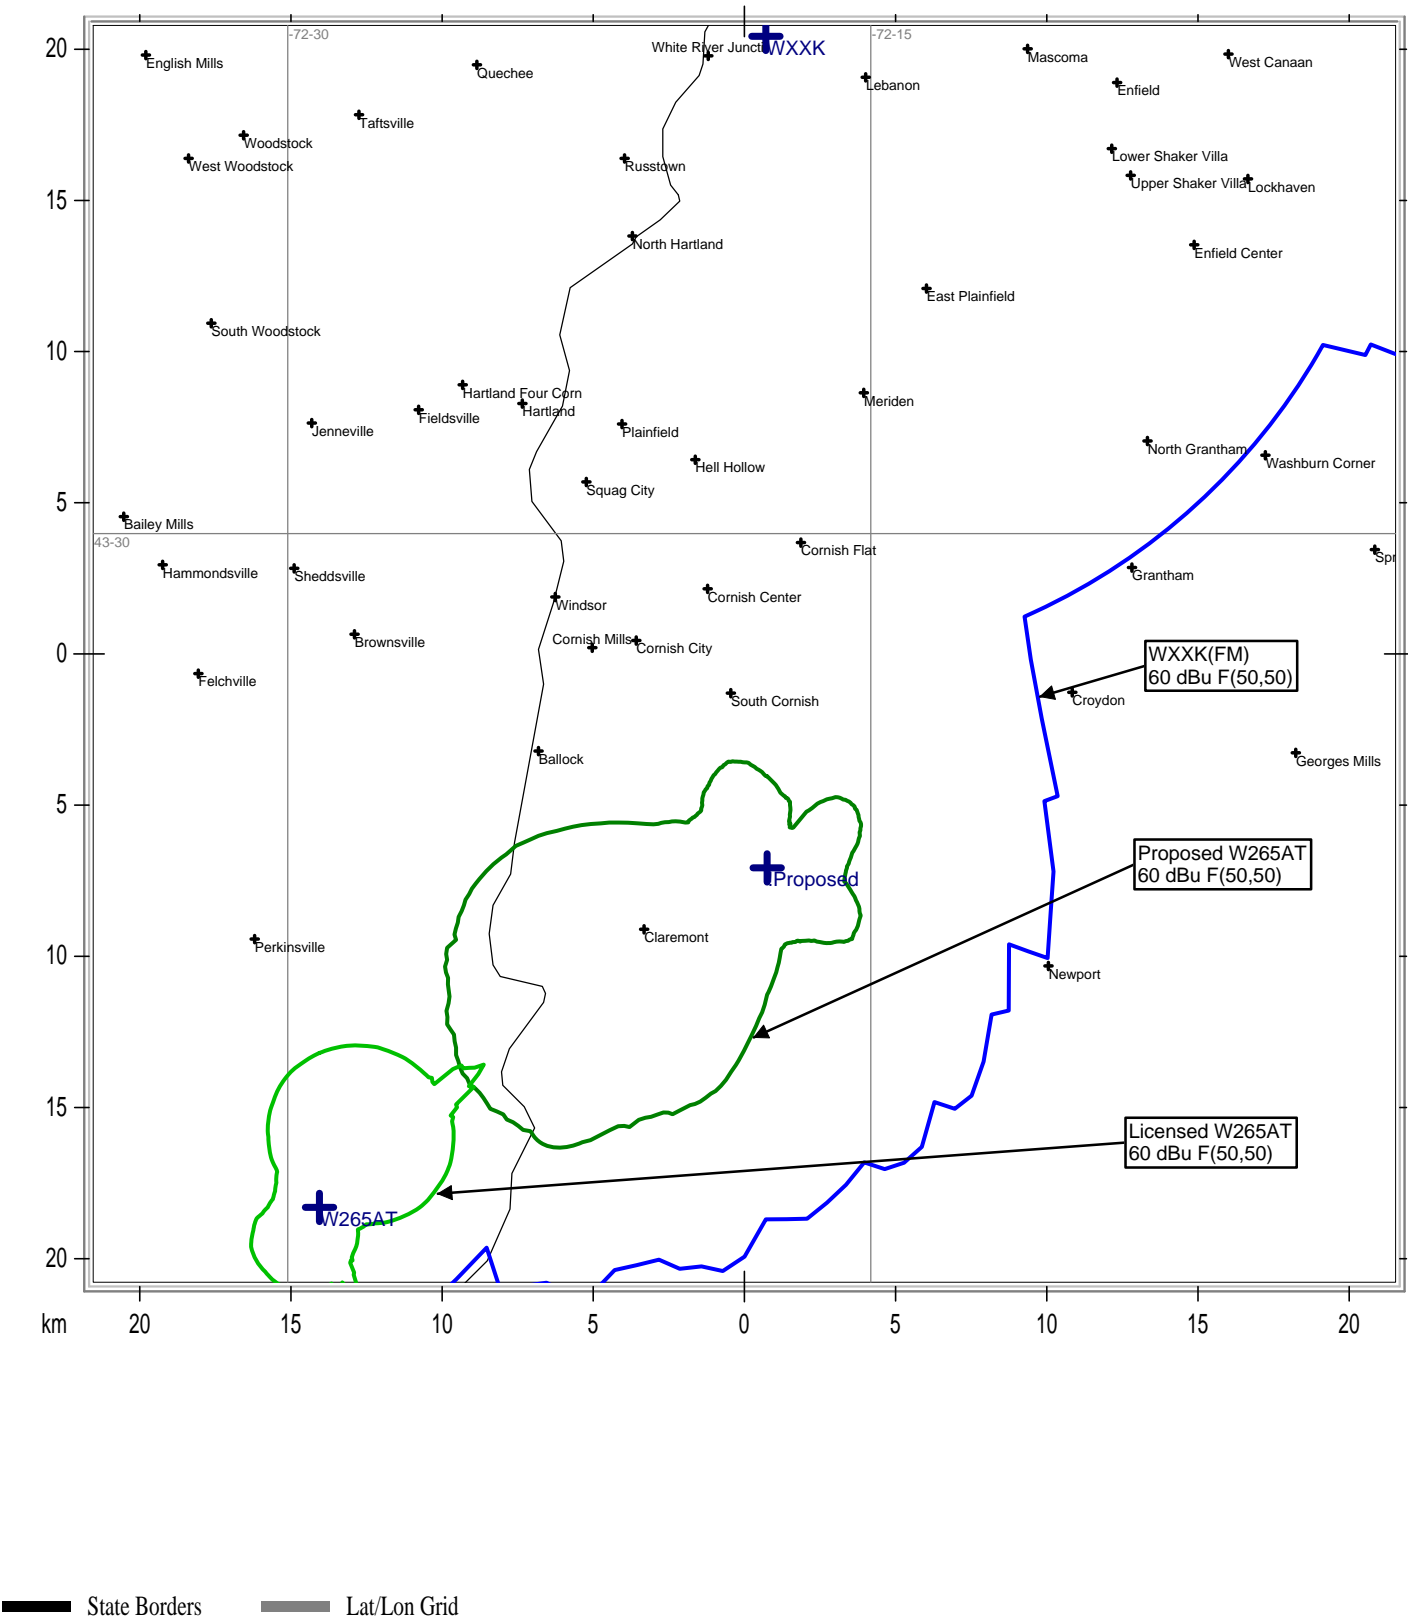 -72-30
-72-15
20
English Mills
Quechee
White River Juncti
WXXK
Lebanon
Mascoma
West Canaan
Enfield
Taftsville
Woodstock
West Woodstock
Russtown
Lower Shaker Villa
Upper Shaker Villa
Lockhaven
15
North Hartland
Enfield Center
East Plainfield
South Woodstock
10
Hartland Four Corn
Hartland
Fieldsville
Jenneville
Plainfield
Meriden
Hell Hollow
North Grantham
Washburn Corner
Squag City
5
Bailey Mills
43-30
Cornish Flat
Spr
Hammondsville
Sheddsville
Grantham
Windsor
Cornish Center
Brownsville
Cornish Mills
Cornish City
0
WXXK(FM)
60 dBu F(50,50)
Felchville
South Cornish
Croydon
Ballock
Georges Mills
5
Proposed W265AT
60 dBu F(50,50)
.Proposed
Claremont
Perkinsville
10
Newport
15
Licensed W265AT
60 dBu F(50,50)
W265AT
20
km
20
15
10
5
0
5
10
15
20
State Borders
Lat/Lon Grid